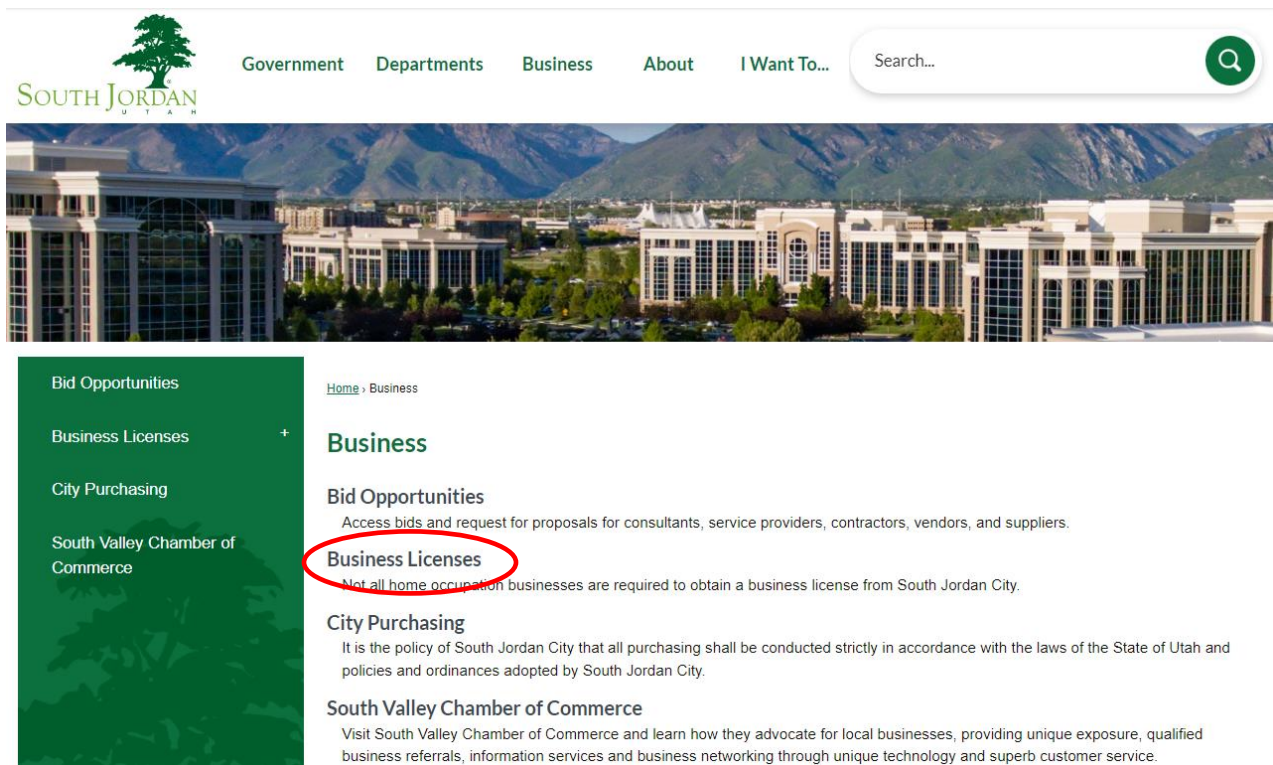 SOUTH JORDAN
UTAH
Government Departments Business About I Want To... Search...
Bid Opportunities
Business Licenses +
City Purchasing
South Valley Chamber of
Commerce
Home › Business
Business
Bid Opportunities
Access bids and request for proposals for consultants, service providers, contractors, vendors, and suppliers.
Business Licenses
Not all home occupation businesses are required to obtain a business license from South Jordan City.
City Purchasing
It is the policy of South Jordan City that all purchasing shall be conducted strictly in accordance with the laws of the State of Utah and
policies and ordinances adopted by South Jordan City.
South Valley Chamber of Commerce
Visit South Valley Chamber of Commerce and learn how they advocate for local businesses, providing unique exposure, qualified
business referrals, information services and business networking through unique technology and superb customer service.